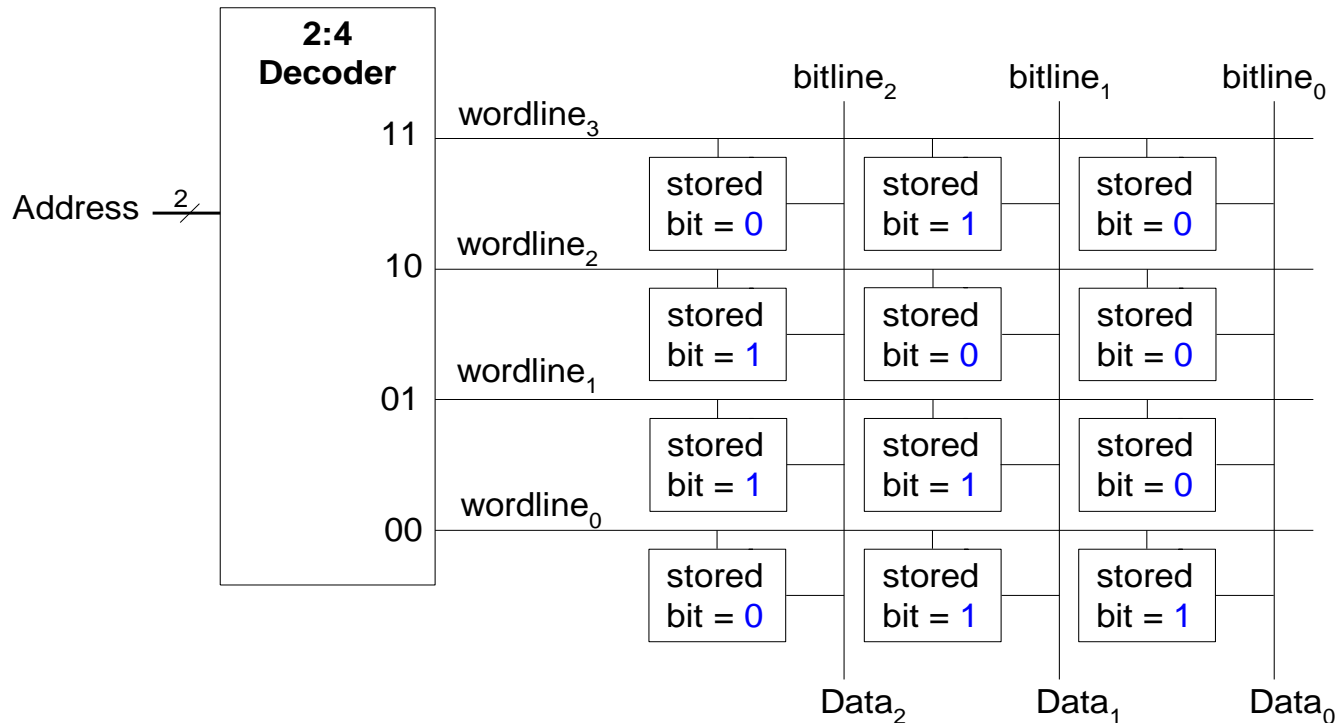 2:4
Decoder
bitline₂ bitline₁ bitline₀
wordline₃
11
stored stored stored
bit = 0 bit = 1 bit = 0
Address 2
wordline₂
10
stored stored stored
bit = 1 bit = 0 bit = 0
wordline₁
01
stored stored stored
bit = 1 bit = 1 bit = 0
wordline₀
00
stored stored stored
bit = 0 bit = 1 bit = 1
Data₂ Data₁ Data₀